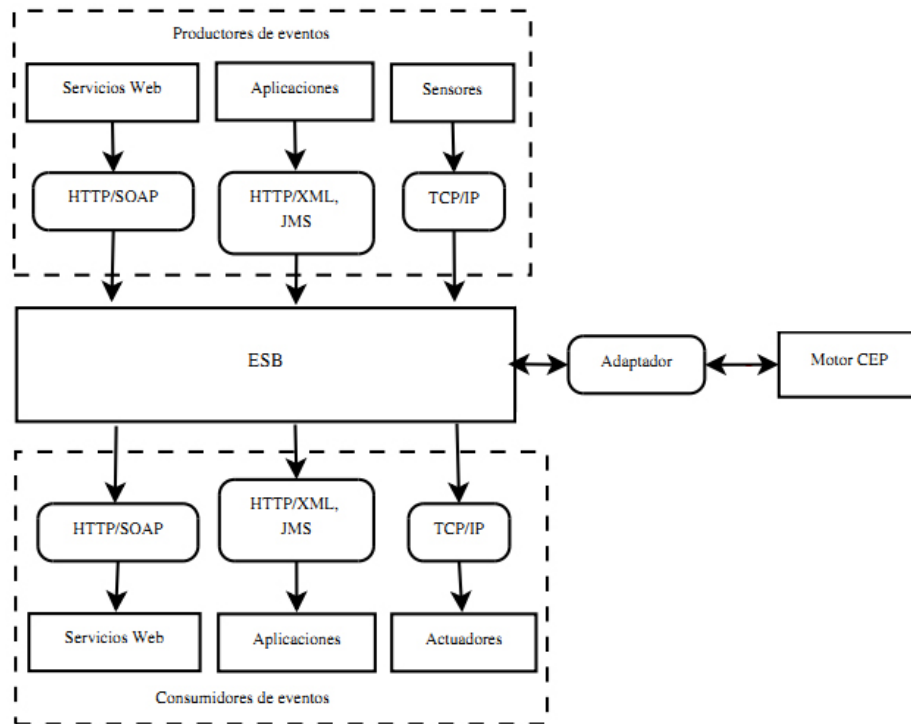 Productores de eventos
Servicios Web
Aplicaciones
Sensores
HTTP/SOAP
HTTP/XML,
JMS
TCP/IP
ESB
Adaptador
Motor CEP
HTTP/SOAP
HTTP/XML,
JMS
TCP/IP
Servicios Web
Aplicaciones
Actuadores
Consumidores de eventos